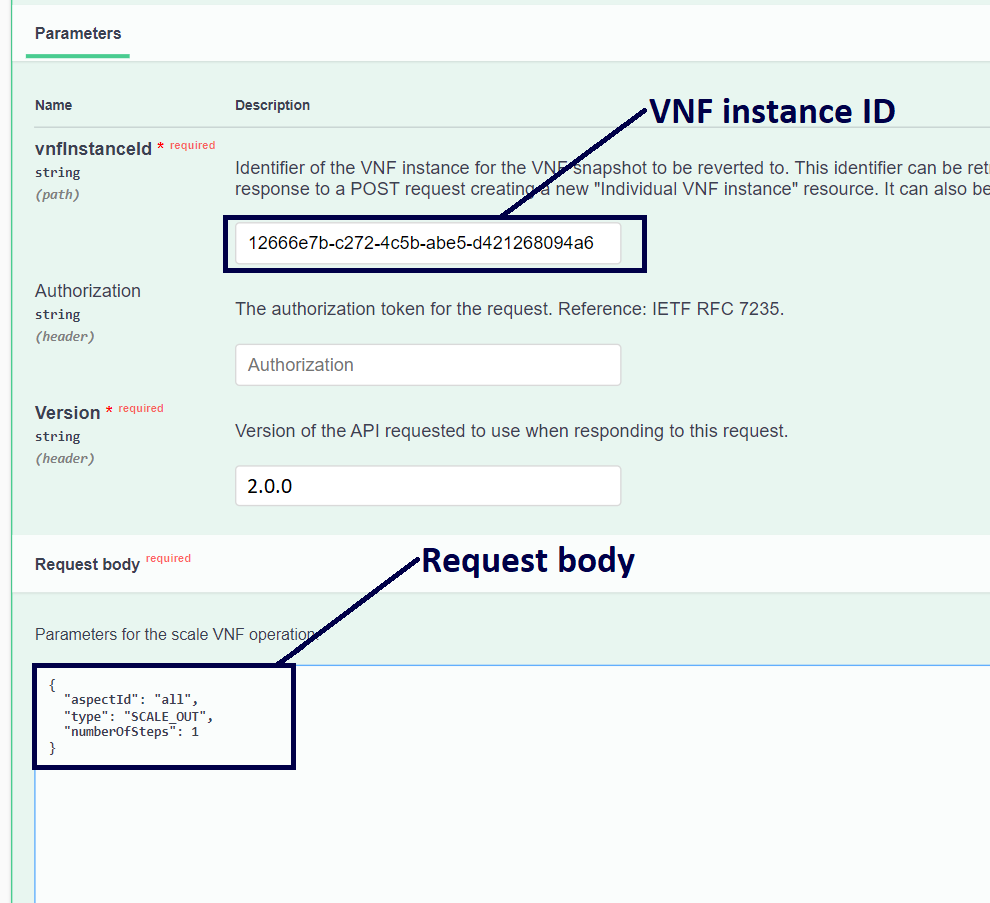 Parameters
Name Description
VNF instance ID
vnfInstanceId * required
string
(path)
Identifier of the VNF instance for the VNF snapshot to be reverted to. This identifier can be ret
response to a POST request creating a new "Individual VNF instance" resource. It can also be
12666e7b-c272-4c5b-abe5-d421268094a6
Authorization
string
(header)
The authorization token for the request. Reference: IETF RFC 7235.
Authorization
Version * required
string
(header)
Version of the API requested to use when responding to this request.
2.0.0
Request body required
Request body
Parameters for the scale VNF operation
{
  "aspectId": "all",
  "type": "SCALE_OUT",
  "numberOfSteps": 1
}